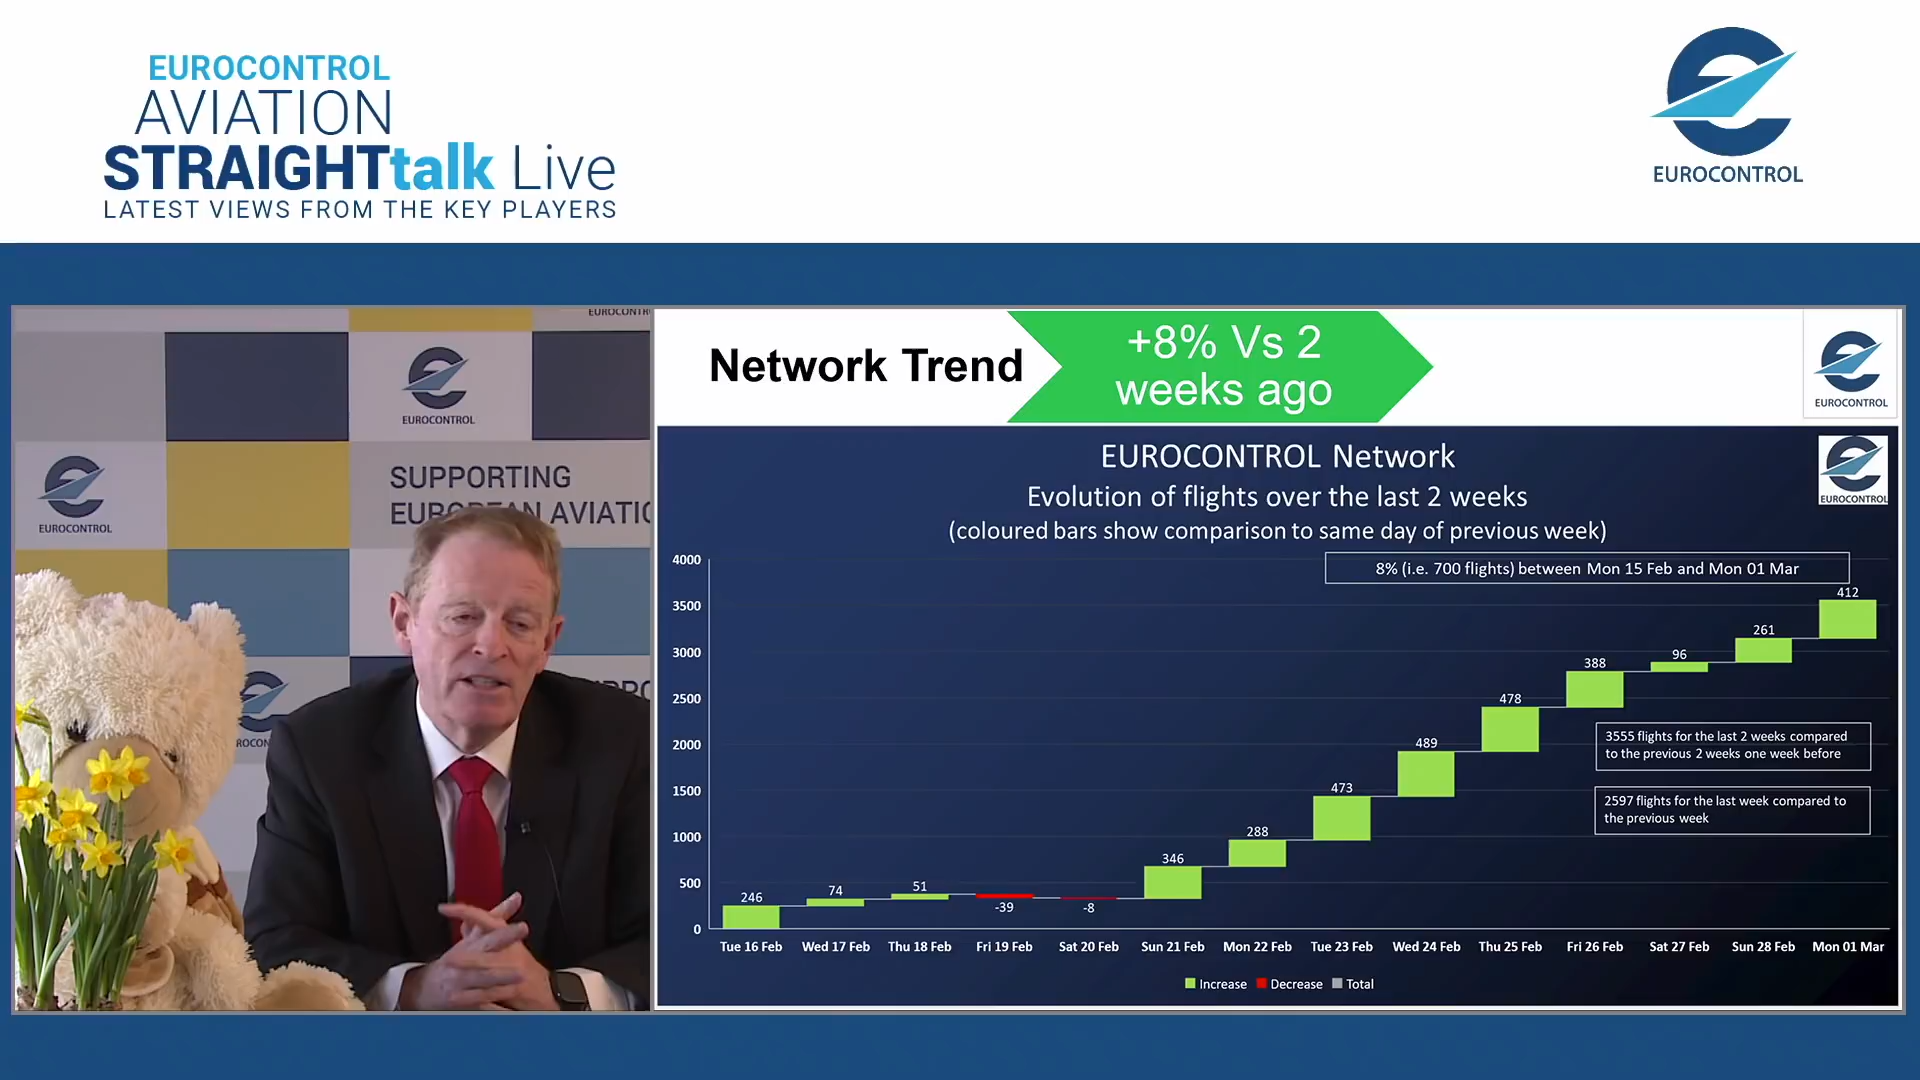 EUROCONTROL
AVIATION
STRAIGHTtalk Live
LATEST VIEWS FROM THE KEY PLAYERS
EUROCONTROL
EUROCONTROL
EUROCONTROL
SUPPORTING
EUROPEAN AVIATIO
Network Trend
+8% Vs 2
weeks ago
EUROCONTROL
EUROCONTROL Network
Evolution of flights over the last 2 weeks
(coloured bars show comparison to same day of previous week)
EUROCONTROL
8% (i.e. 700 flights) between Mon 15 Feb and Mon 01 Mar
4000
3500
3000
2500
2000
1500
1000
500
0
246
74
51
-39
-8
346
288
473
489
478
388
96
261
412
3555 flights for the last 2 weeks compared
to the previous 2 weeks one week before
2597 flights for the last week compared to
the previous week
Tue 16 Feb Wed 17 Feb Thu 18 Feb Fri 19 Feb Sat 20 Feb Sun 21 Feb Mon 22 Feb Tue 23 Feb Wed 24 Feb Thu 25 Feb Fri 26 Feb Sat 27 Feb Sun 28 Feb Mon 01 Mar
Increase Decrease Total